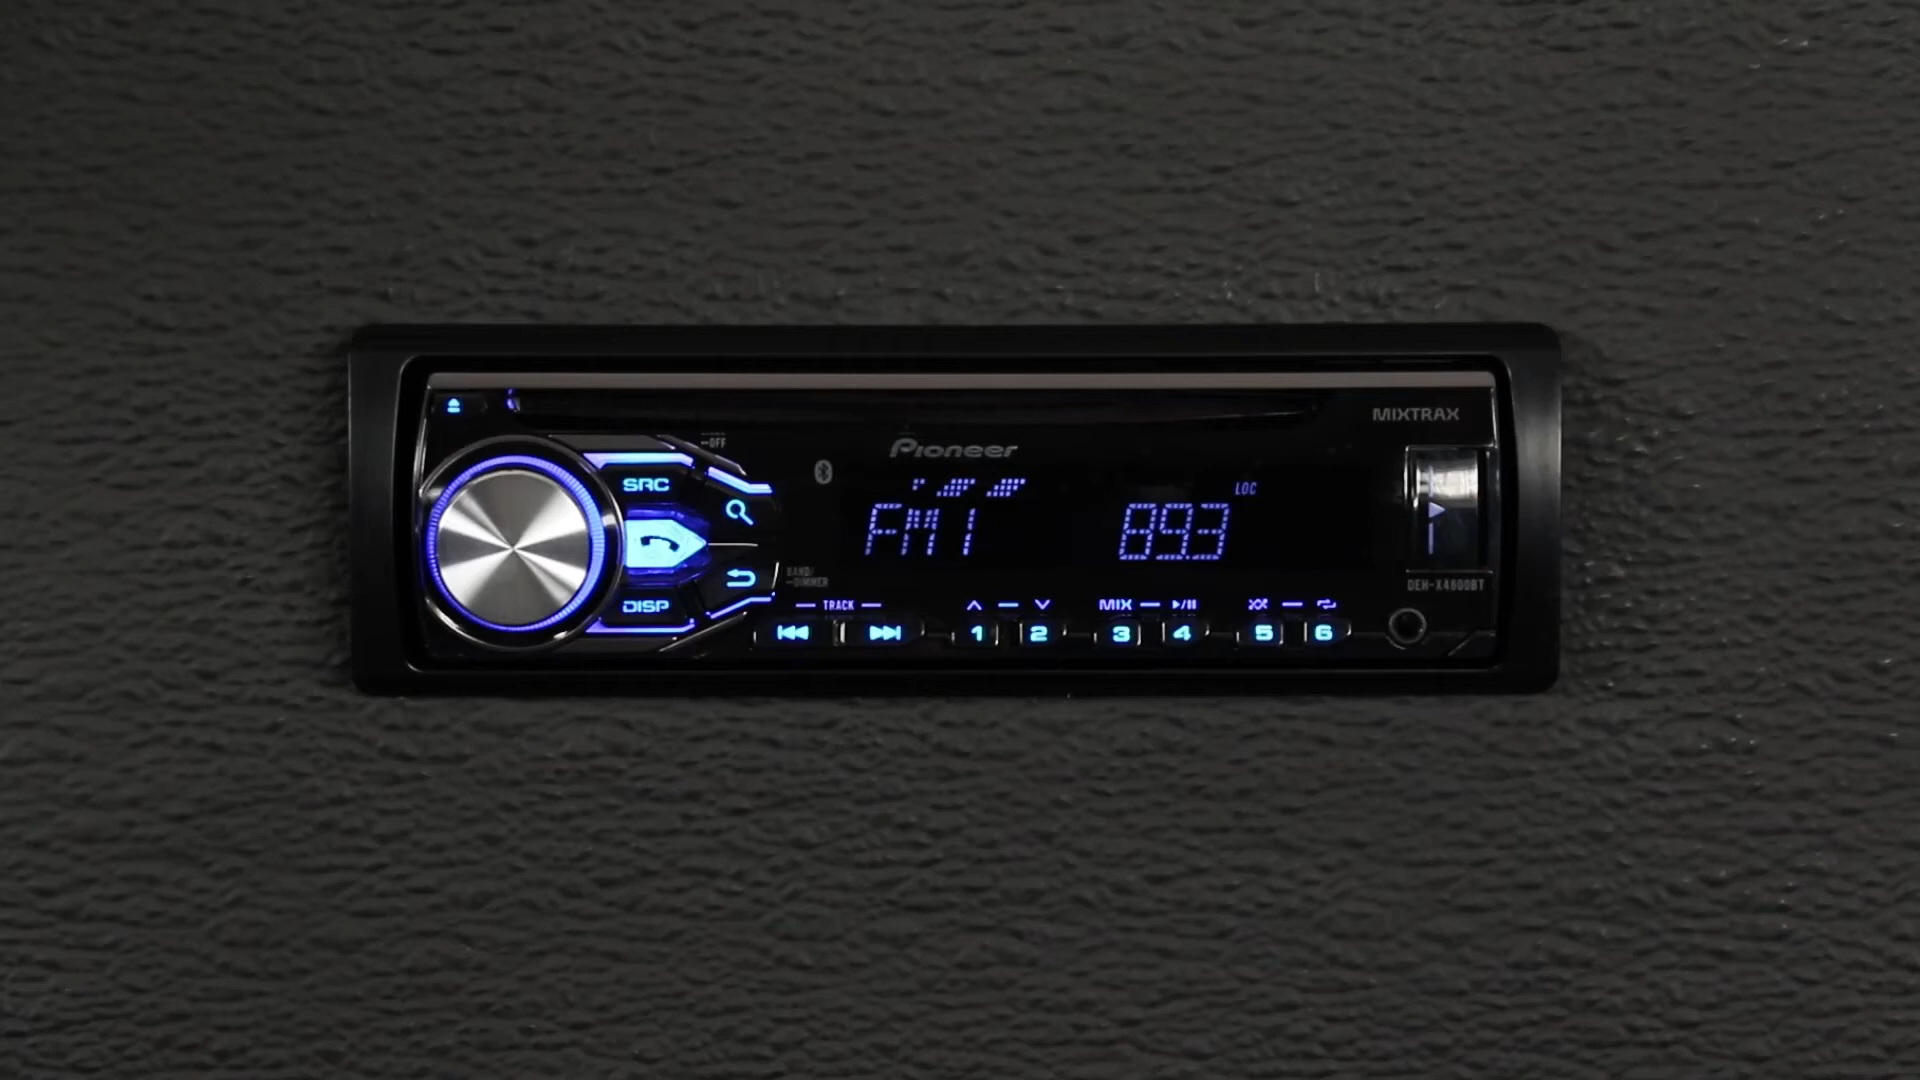 MIXTRAX
Pioneer
OFF
SRC
LOC
FM1 89.3
BAND/
DIMMER
DISP
DEH-X4800BT
TRACK
MIX
1 2 3 4 5 6